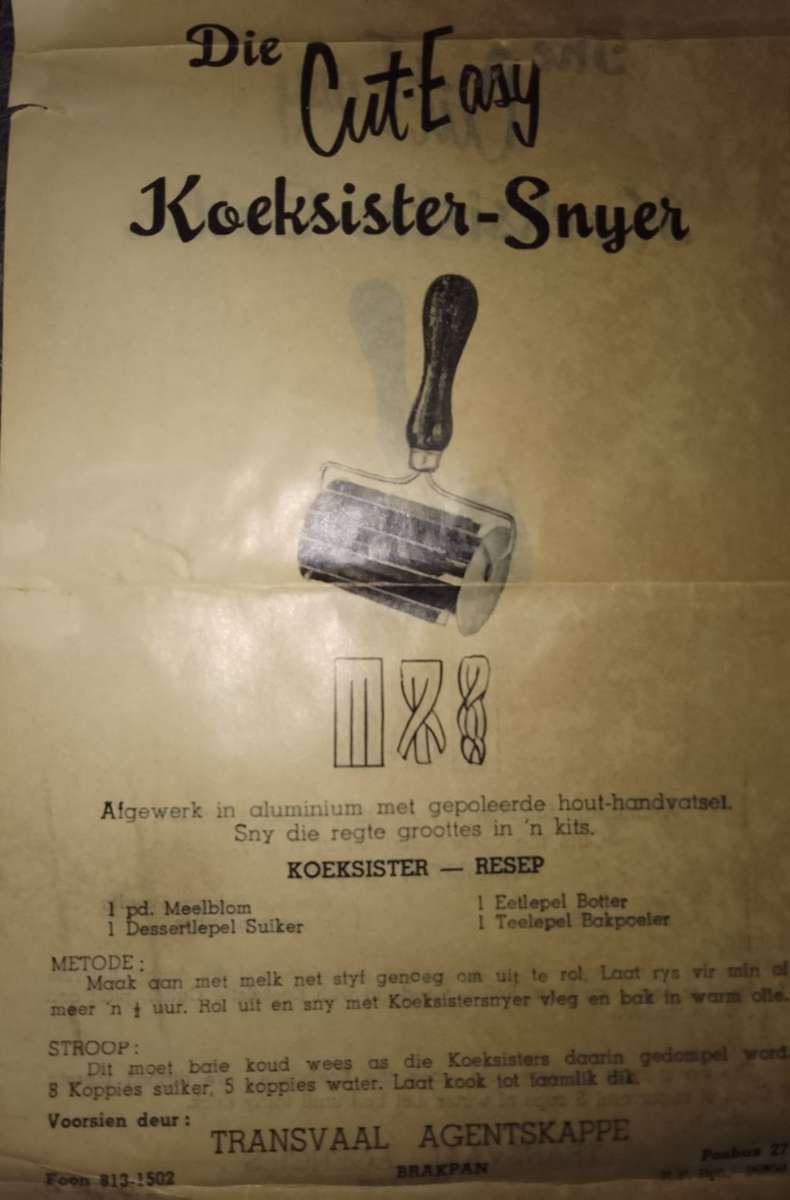 Die Cut-Easy
Koeksister-Snyer
Afgewerk in aluminium met gepoleerde hout-handvatsel.
Sny die regte groottes in 'n kits.
KOEKSISTER — RESEP
1 pd. Meelblom
1 Dessertlepel Suiker
1 Eetlepel Botter
1 Teelepel Bakpoeier
METODE:
Maak aan met melk net styf genoeg om uit te rol. Laat rys vir min of
meer 'n ½ uur. Rol uit en sny met Koeksistersnyer vleg en bak in warm olie.
STROOP:
Dit moet baie koud wees as die Koeksisters daarin gedompel word.
8 Koppies suiker, 5 koppies water. Laat kook tot taamlik dik.
Voorsien deur:
TRANSVAAL AGENTSKAPPE
Foon 813-1502
BRAKPAN
Posbus 27